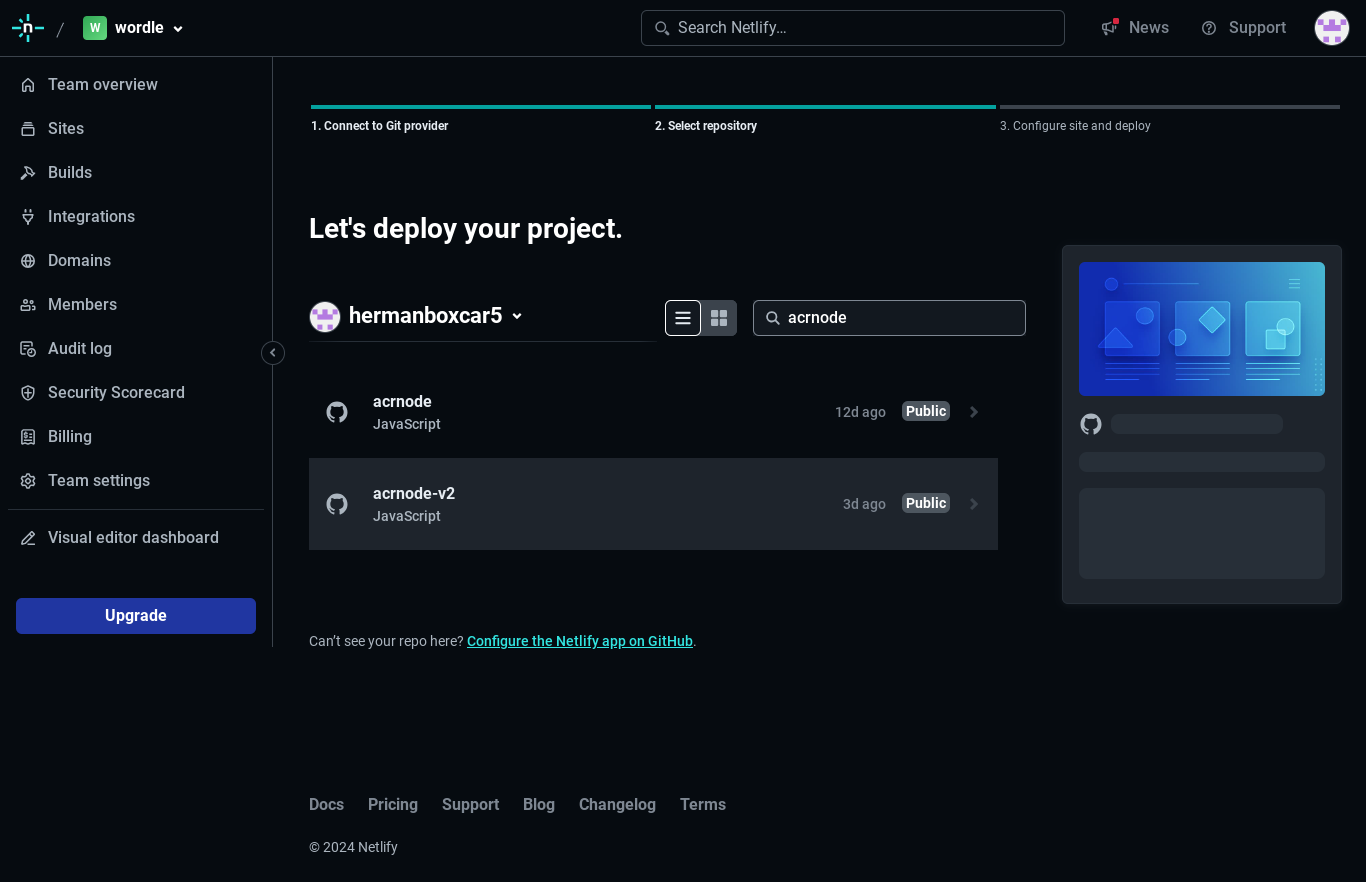 n / W wordle
Search Netlify...
News
Support
Team overview
Sites
Builds
Integrations
Domains
Members
Audit log
Security Scorecard
Billing
Team settings
Visual editor dashboard
Upgrade
1. Connect to Git provider
2. Select repository
3. Configure site and deploy
Let's deploy your project.
hermanboxcar5
acrnode
acrnode
JavaScript
12d ago
Public
acrnode-v2
JavaScript
3d ago
Public
Can’t see your repo here? Configure the Netlify app on GitHub.
Docs Pricing Support Blog Changelog Terms
© 2024 Netlify